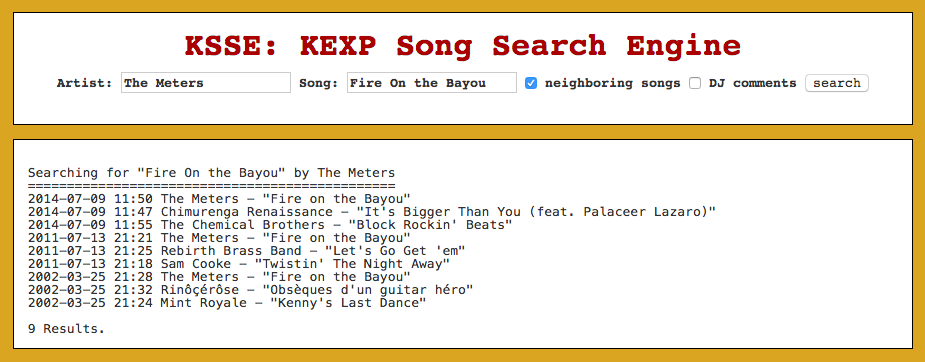 KSSE: KEXP Song Search Engine
Artist: The Meters Song: Fire On the Bayou neighboring songs DJ comments search
Searching for "Fire On the Bayou" by The Meters
===============================================
2014–07–09 11:50 The Meters – "Fire on the Bayou"
2014–07–09 11:47 Chimurenga Renaissance – "It's Bigger Than You (feat. Palaceer Lazaro)"
2014–07–09 11:55 The Chemical Brothers – "Block Rockin' Beats"
2011–07–13 21:21 The Meters – "Fire on the Bayou"
2011–07–13 21:25 Rebirth Brass Band – "Let's Go Get 'em"
2011–07–13 21:18 Sam Cooke – "Twistin' The Night Away"
2002–03–25 21:28 The Meters – "Fire on the Bayou"
2002–03–25 21:32 Rinôçérôse – "Obsèques d'un guitar héro"
2002–03–25 21:24 Mint Royale – "Kenny's Last Dance"
9 Results.